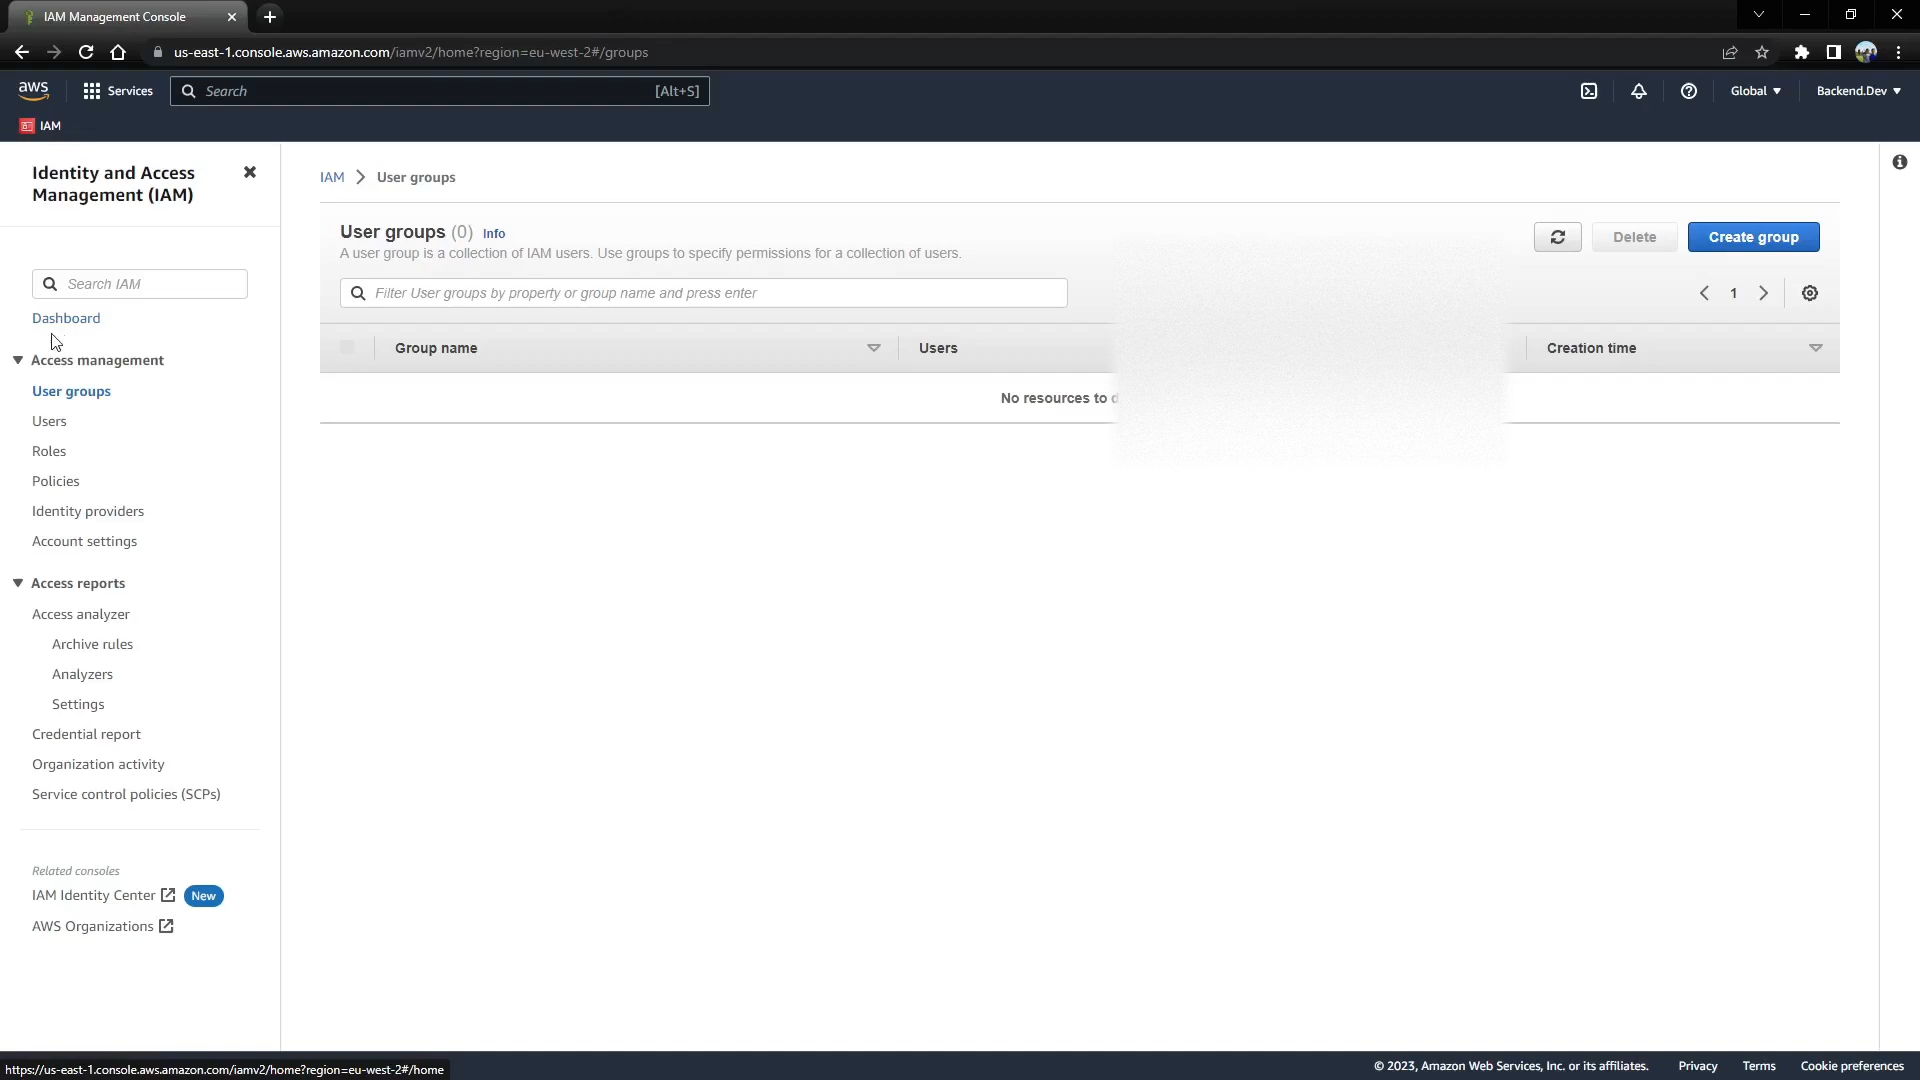 IAM Management Console
us-east-1.console.aws.amazon.com/iamv2/home?region=eu-west-2#/groups
aws
Services
Search
[Alt+S]
Global
Backend.Dev
IAM
Identity and Access
Management (IAM)
Search IAM
Dashboard
Access management
User groups
Users
Roles
Policies
Identity providers
Account settings
Access reports
Access analyzer
Archive rules
Analyzers
Settings
Credential report
Organization activity
Service control policies (SCPs)
Related consoles
IAM Identity Center New
AWS Organizations
IAM > User groups
User groups (0) Info
A user group is a collection of IAM users. Use groups to specify permissions for a collection of users.
Delete
Create group
Filter User groups by property or group name and press enter
1
Group name
Users
Creation time
No resources to
https://us-east-1.console.aws.amazon.com/iamv2/home?region=eu-west-2#/home
© 2023, Amazon Web Services, Inc. or its affiliates.
Privacy
Terms
Cookie preferences